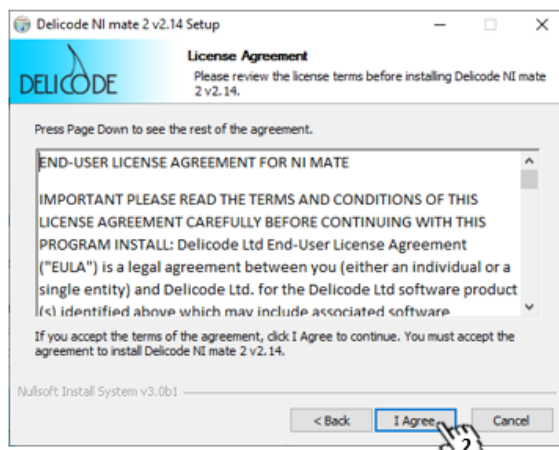 Delicode NI mate 2 v2.14 Setup
DELICODE
License Agreement
Please review the license terms before installing Delicode NI mate
2 v2.14.
Press Page Down to see the rest of the agreement.
END-USER LICENSE AGREEMENT FOR NI MATE
IMPORTANT PLEASE READ THE TERMS AND CONDITIONS OF THIS
LICENSE AGREEMENT CAREFULLY BEFORE CONTINUING WITH THIS
PROGRAM INSTALL: Delicode Ltd End-User License Agreement
("EULA") is a legal agreement between you (either an individual or a
single entity) and Delicode Ltd. for the Delicode Ltd software product
(s) identified above which may include associated software
If you accept the terms of the agreement, click I Agree to continue. You must accept the
agreement to install Delicode NI mate 2 v2.14.
Nullsoft Install System v3.0b1
< Back I Agree Cancel
2